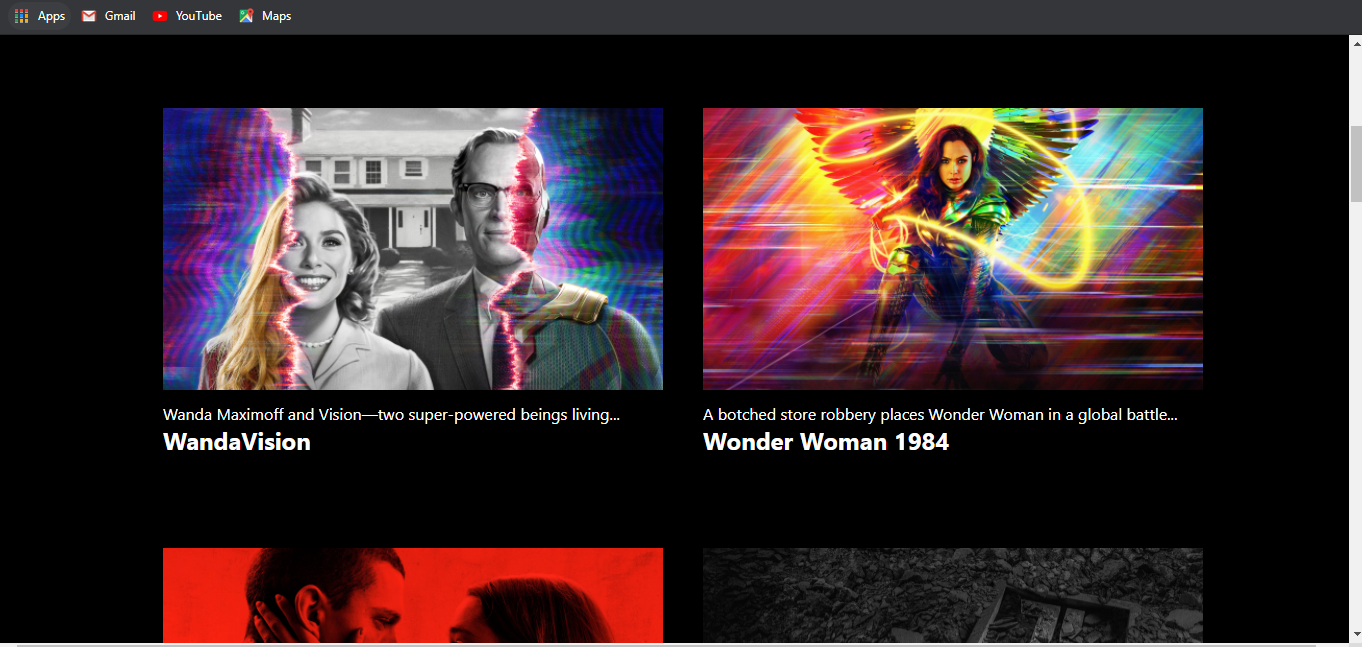 Apps Gmail YouTube Maps
Wanda Maximoff and Vision—two super-powered beings living...
WandaVision
A botched store robbery places Wonder Woman in a global battle...
Wonder Woman 1984